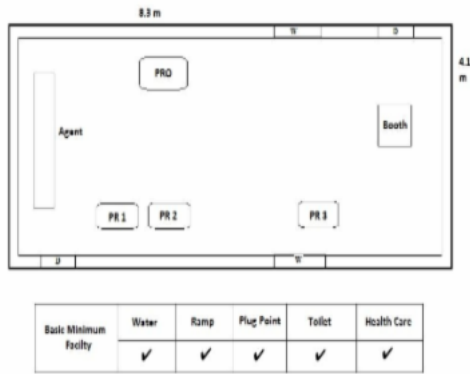 8.3 m
W D
4.1
m
PRO
Agent
Booth
PR 1 PR 2 PR 3
D W
Basic Minimum
Facilty
Water Ramp Plug Point Toilet Health Care
✓ ✓ ✓ ✓ ✓